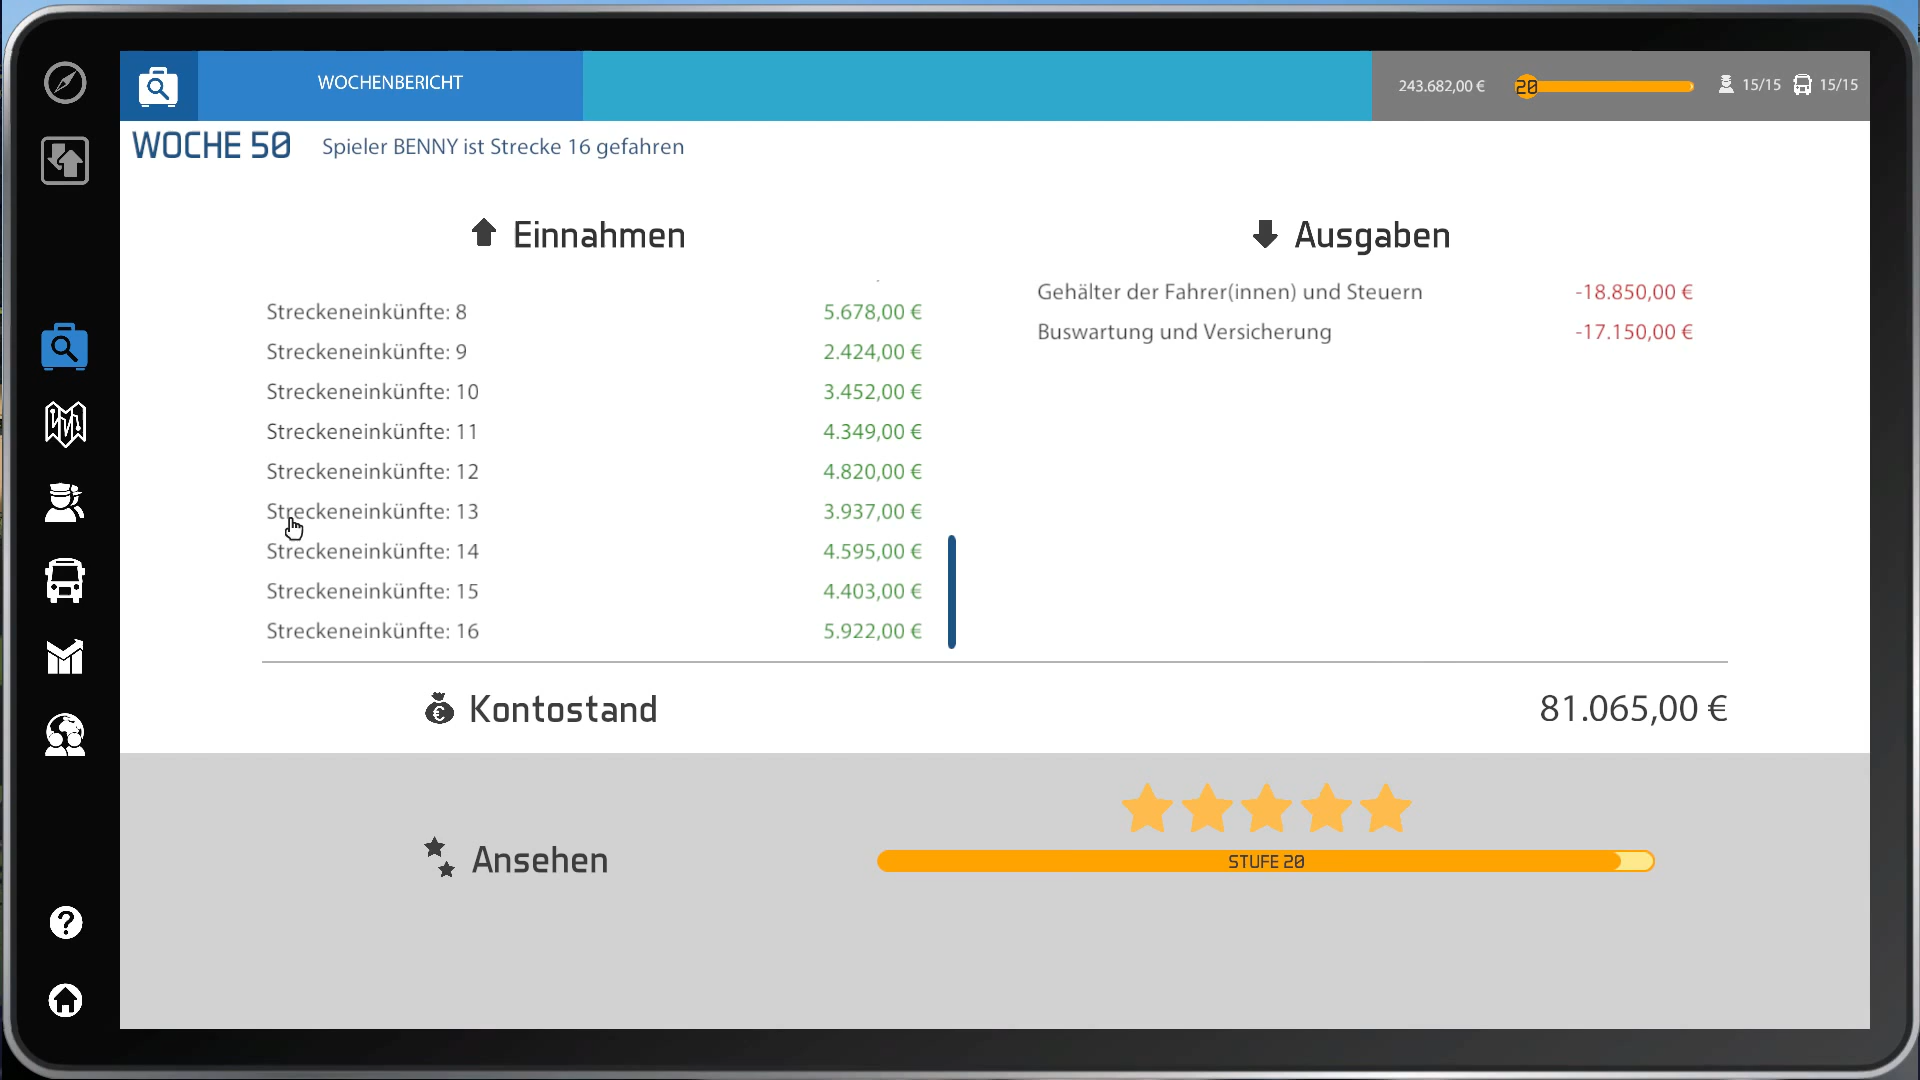 WOCHENBERICHT
243.682,00 €
20
15/15
15/15
WOCHE 50
Spieler BENNY ist Strecke 16 gefahren
Einnahmen
Ausgaben
Streckeneinkünfte: 8 5.678,00 €
Streckeneinkünfte: 9 2.424,00 €
Streckeneinkünfte: 10 3.452,00 €
Streckeneinkünfte: 11 4.349,00 €
Streckeneinkünfte: 12 4.820,00 €
Streckeneinkünfte: 13 3.937,00 €
Streckeneinkünfte: 14 4.595,00 €
Streckeneinkünfte: 15 4.403,00 €
Streckeneinkünfte: 16 5.922,00 €
Gehälter der Fahrer(innen) und Steuern -18.850,00 €
Buswartung und Versicherung -17.150,00 €
Kontostand 81.065,00 €
Ansehen
STUFE 20